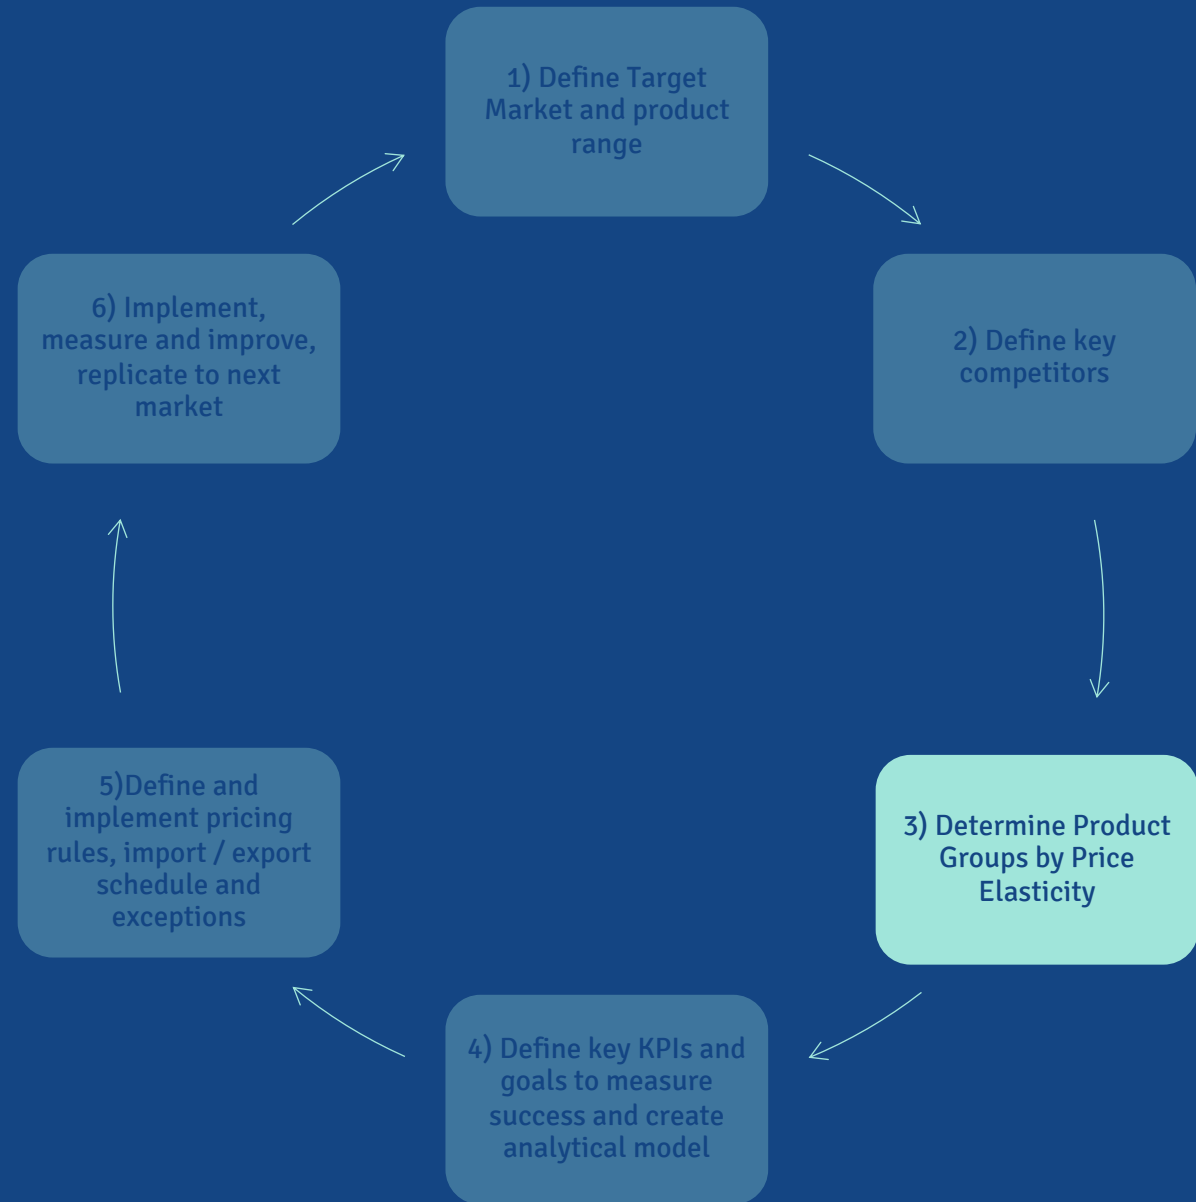 1) Define Target
Market and product
range
2) Define key
competitors
3) Determine Product
Groups by Price
Elasticity
4) Define key KPIs and
goals to measure
success and create
analytical model
5)Define and
implement pricing
rules, import / export
schedule and
exceptions
6) Implement,
measure and improve,
replicate to next
market